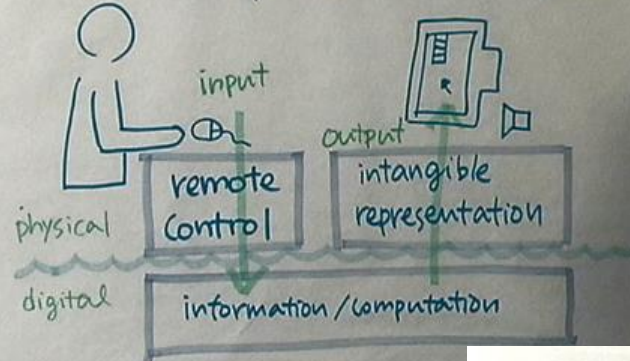 input
output
remote
control
intangible
representation
physical
digital
information/computation